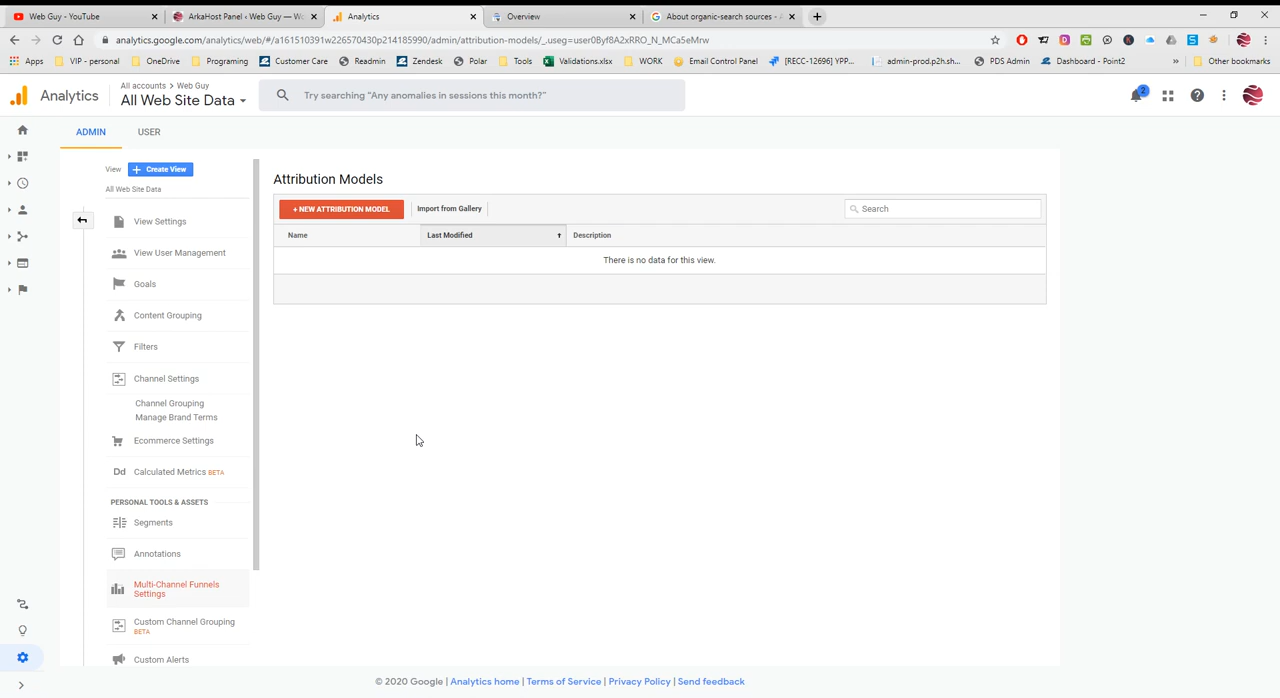 Web Guy - YouTube
ArkaHost Panel ‹ Web Guy — Wo
Analytics
Overview
About organic-search sources - A
analytics.google.com/analytics/web/#/a161510391w226570430p214185990/admin/attribution-models/_.useg=user0Byf8A2xRRO_N_MCa5eMrw
Apps
VIP - personal
OneDrive
Programing
Customer Care
Readmin
Zendesk
Polar
Tools
Validations.xlsx
WORK
Email Control Panel
[RECC-12696] YPP...
admin-prod.p2h.sh...
PDS Admin
Dashboard - Point2
»
Other bookmarks
Analytics
All accounts > Web Guy
All Web Site Data
Try searching "Any anomalies in sessions this month?"
2
ADMIN
USER
View
+ Create View
All Web Site Data
View Settings
View User Management
Goals
Content Grouping
Filters
Channel Settings
Channel Grouping
Manage Brand Terms
Ecommerce Settings
Dd Calculated Metrics BETA
PERSONAL TOOLS & ASSETS
Segments
Annotations
Multi-Channel Funnels
Settings
Custom Channel Grouping
BETA
Custom Alerts
Attribution Models
+ NEW ATTRIBUTION MODEL
Import from Gallery
Search
Name
Last Modified
Description
There is no data for this view.
© 2020 Google | Analytics home | Terms of Service | Privacy Policy | Send feedback